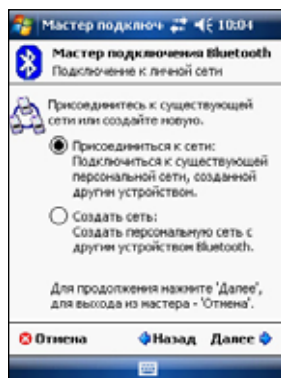 Мастер подключ 10:04
Мастер подключения Bluetooth
Подключение к личной сети
Присоединитесь к существующей
сети или создайте новую.
Присоединиться к сети:
Подключиться к существующей
персональной сети, созданной
другим устройством.
Создать сеть:
Создать персональную сеть с
другим устройством Bluetooth.
Для продолжения нажмите 'Далее',
для выхода из мастера - 'Отмена'.
Отмена Назад Далее